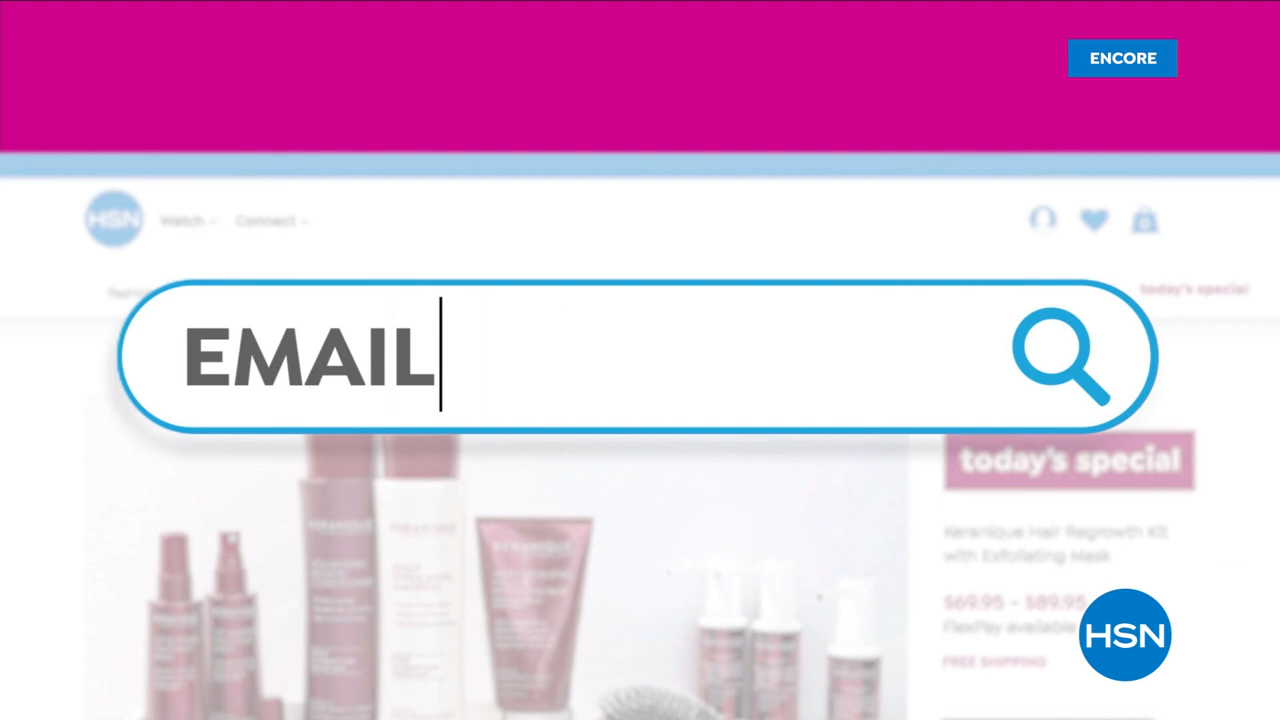 ENCORE
HSN
Watch
Connect
today's special
EMAIL
today's special
Keranique Hair Regrowth Kit
with Exfoliating Mask
$69.95 - $89.95
FlexPay available
FREE SHIPPING
HSN